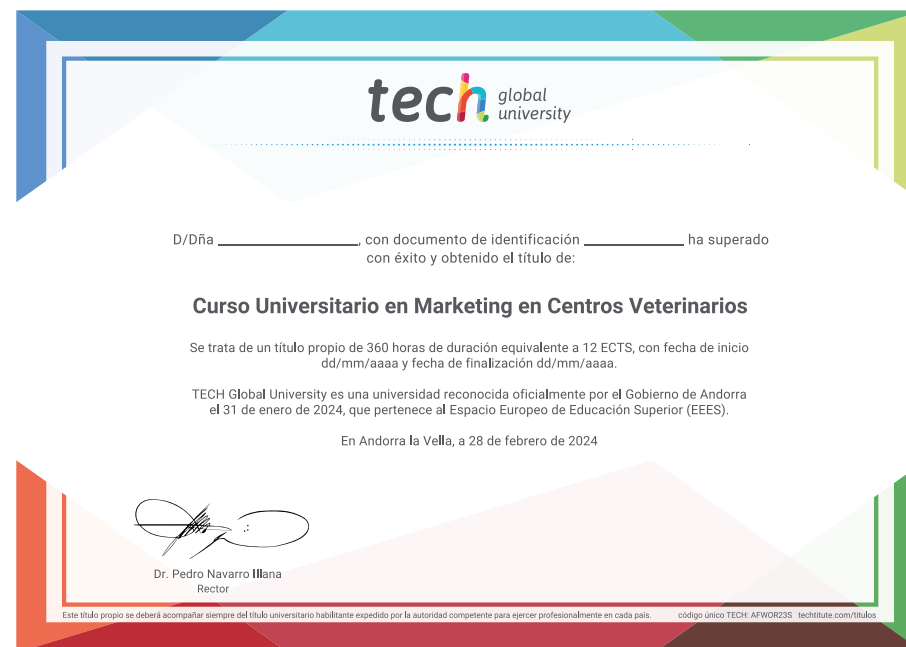 tech global university
D/Dña ____________, con documento de identificación ____________ ha superado
con éxito y obtenido el título de:
Curso Universitario en Marketing en Centros Veterinarios
Se trata de un título propio de 360 horas de duración equivalente a 12 ECTS, con fecha de inicio
dd/mm/aaaa y fecha de finalización dd/mm/aaaa.
TECH Global University es una universidad reconocida oficialmente por el Gobierno de Andorra
el 31 de enero de 2024, que pertenece al Espacio Europeo de Educación Superior (EEES).
En Andorra la Vella, a 28 de febrero de 2024
Dr. Pedro Navarro Illana
Rector
Este título propio se deberá acompañar siempre del título universitario habilitante expedido por la autoridad competente para ejercer profesionalmente en cada país.
código único TECH: AFWOR23S techtitute.com/titulos